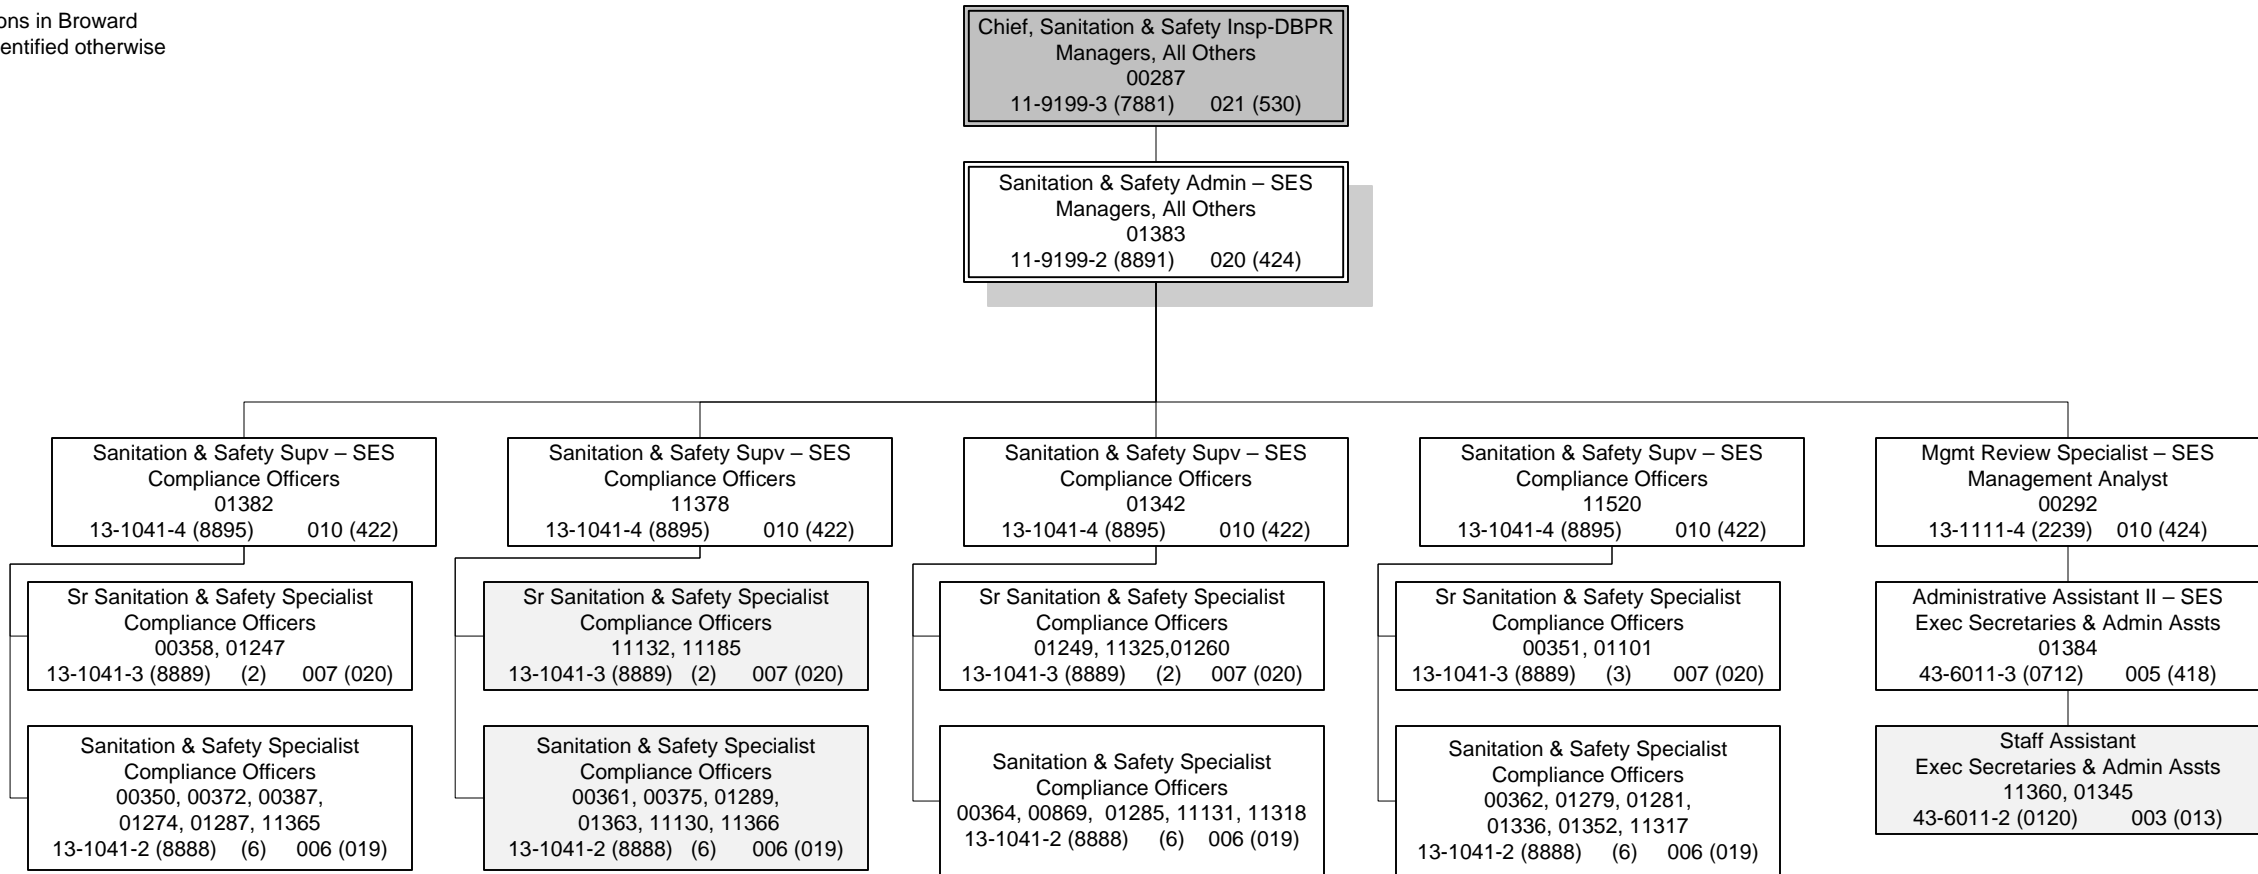 ons in Broward
entified otherwise
Chief, Sanitation & Safety Insp-DBPR
Managers, All Others
00287
11-9199-3 (7881) 021 (530)
Sanitation & Safety Admin – SES
Managers, All Others
01383
11-9199-2 (8891) 020 (424)
Sanitation & Safety Supv – SES
Compliance Officers
01382
13-1041-4 (8895) 010 (422)
Sanitation & Safety Supv – SES
Compliance Officers
11378
13-1041-4 (8895) 010 (422)
Sanitation & Safety Supv – SES
Compliance Officers
01342
13-1041-4 (8895) 010 (422)
Sanitation & Safety Supv – SES
Compliance Officers
11520
13-1041-4 (8895) 010 (422)
Mgmt Review Specialist – SES
Management Analyst
00292
13-1111-4 (2239) 010 (424)
Sr Sanitation & Safety Specialist
Compliance Officers
00358, 01247
13-1041-3 (8889) (2) 007 (020)
Sr Sanitation & Safety Specialist
Compliance Officers
11132, 11185
13-1041-3 (8889) (2) 007 (020)
Sr Sanitation & Safety Specialist
Compliance Officers
01249, 11325,01260
13-1041-3 (8889) (2) 007 (020)
Sr Sanitation & Safety Specialist
Compliance Officers
00351, 01101
13-1041-3 (8889) (3) 007 (020)
Administrative Assistant II – SES
Exec Secretaries & Admin Assts
01384
43-6011-3 (0712) 005 (418)
Sanitation & Safety Specialist
Compliance Officers
00350, 00372, 00387,
01274, 01287, 11365
13-1041-2 (8888) (6) 006 (019)
Sanitation & Safety Specialist
Compliance Officers
00361, 00375, 01289,
01363, 11130, 11366
13-1041-2 (8888) (6) 006 (019)
Sanitation & Safety Specialist
Compliance Officers
00364, 00869, 01285, 11131, 11318
13-1041-2 (8888) (6) 006 (019)
Sanitation & Safety Specialist
Compliance Officers
00362, 01279, 01281,
01336, 01352, 11317
13-1041-2 (8888) (6) 006 (019)
Staff Assistant
Exec Secretaries & Admin Assts
11360, 01345
43-6011-2 (0120) 003 (013)